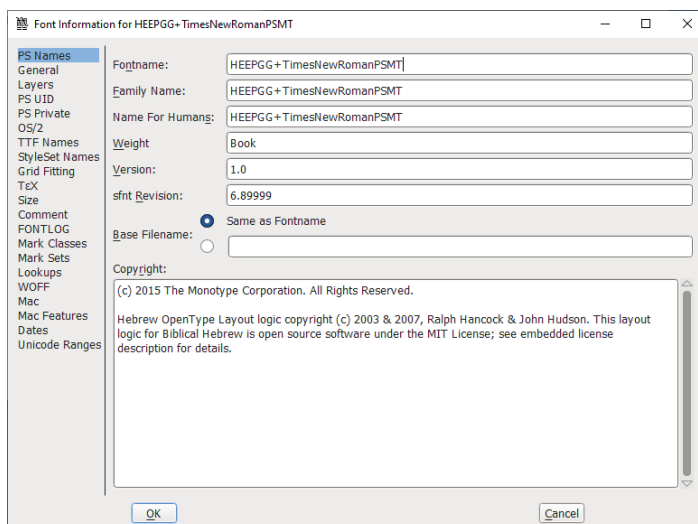 Font Information for HEEPGG+TimesNewRomanPSMT
PS Names
General
Layers
PS UID
PS Private
OS/2
TTF Names
StyleSet Names
Grid Fitting
TεX
Size
Comment
FONTLOG
Mark Classes
Mark Sets
Lookups
WOFF
Mac
Mac Features
Dates
Unicode Ranges
Fontname: HEEPGG+TimesNewRomanPSMT
Family Name: HEEPGG+TimesNewRomanPSMT
Name For Humans: HEEPGG+TimesNewRomanPSMT
Weight Book
Version: 1.0
sfnt Revision: 6.89999
Base Filename: Same as Fontname
Copyright:
(c) 2015 The Monotype Corporation. All Rights Reserved.
Hebrew OpenType Layout logic copyright (c) 2003 & 2007, Ralph Hancock & John Hudson. This layout
logic for Biblical Hebrew is open source software under the MIT License; see embedded license
description for details.
OK Cancel